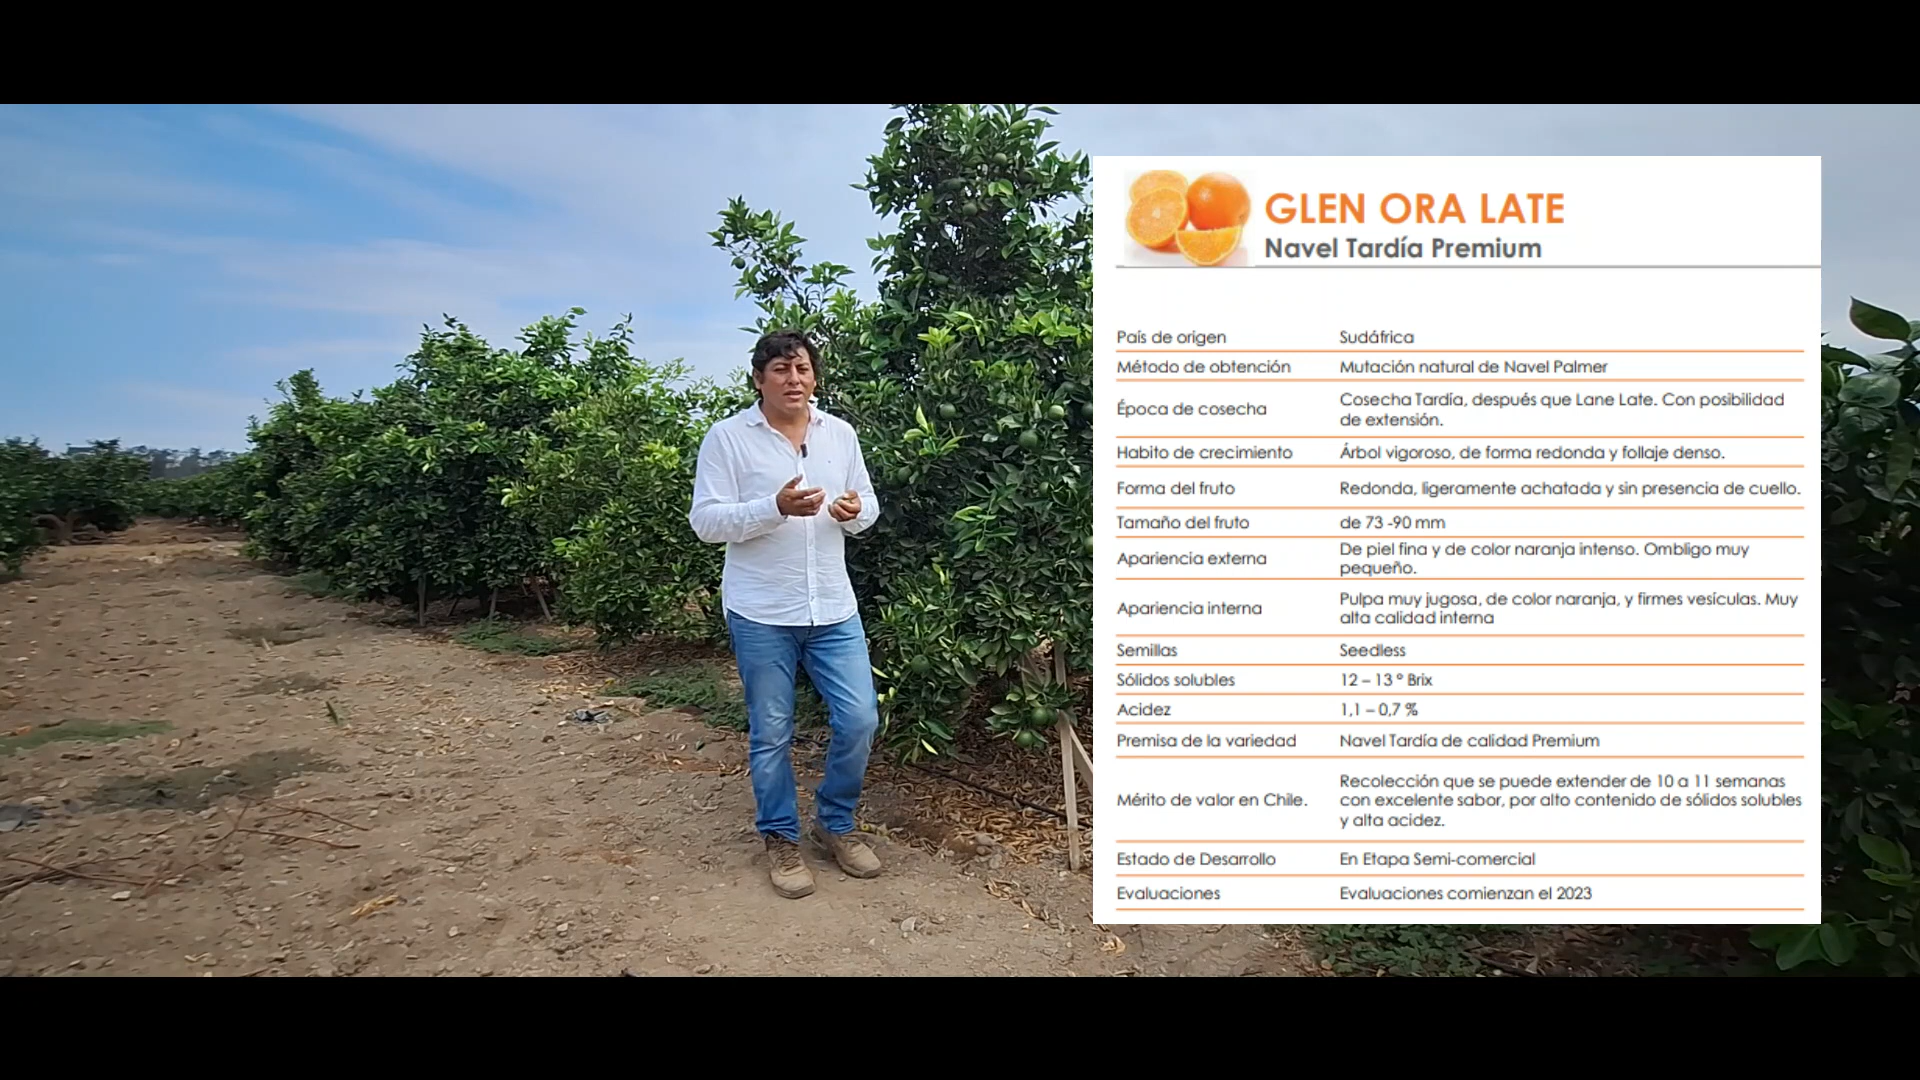 GLEN ORA LATE
Navel Tardía Premium
País de origen Sudáfrica
Método de obtención Mutación natural de Navel Palmer
Época de cosecha Cosecha Tardía, después que Lane Late. Con posibilidad
de extensión.
Habito de crecimiento Árbol vigoroso, de forma redonda y follaje denso.
Forma del fruto Redonda, ligeramente achatada y sin presencia de cuello.
Tamaño del fruto de 73 -90 mm
Apariencia externa De piel fina y de color naranja intenso. Ombligo muy
pequeño.
Apariencia interna Pulpa muy jugosa, de color naranja, y firmes vesículas. Muy
alta calidad interna
Semillas Seedless
Sólidos solubles 12 – 13 º Brix
Acidez 1,1 – 0,7 %
Premisa de la variedad Navel Tardía de calidad Premium
Mérito de valor en Chile. Recolección que se puede extender de 10 a 11 semanas
con excelente sabor, por alto contenido de sólidos solubles
y alta acidez.
Estado de Desarrollo En Etapa Semi-comercial
Evaluaciones Evaluaciones comienzan el 2023